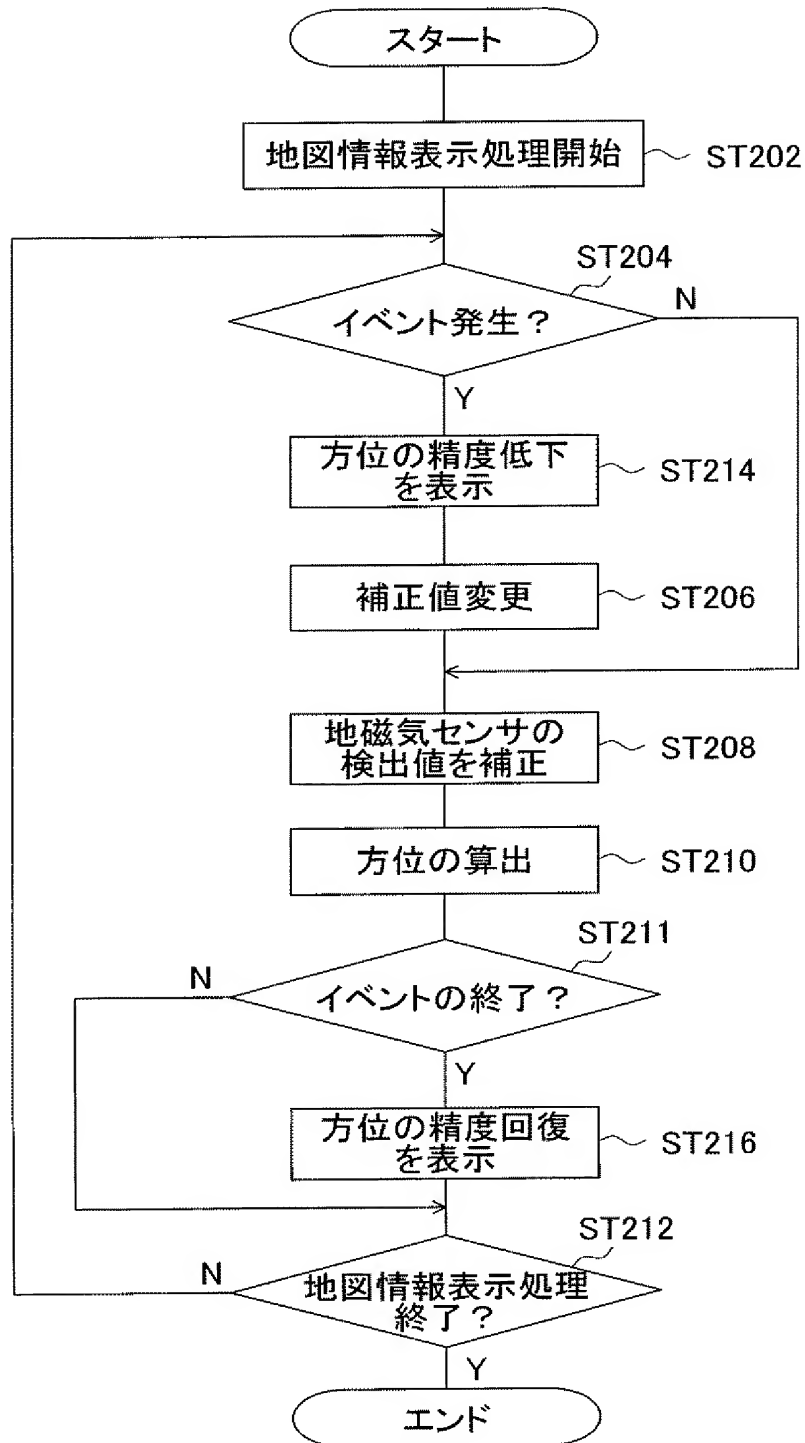 スタート
地図情報表示処理開始
ST202
ST204
イベント発生?
N
Y
方位の精度低下
を表示
ST214
補正値変更
ST206
地磁気センサの
検出値を補正
ST208
方位の算出
ST210
ST211
N
イベントの終了?
Y
方位の精度回復
を表示
ST216
ST212
N
地図情報表示処理
終了?
Y
エンド